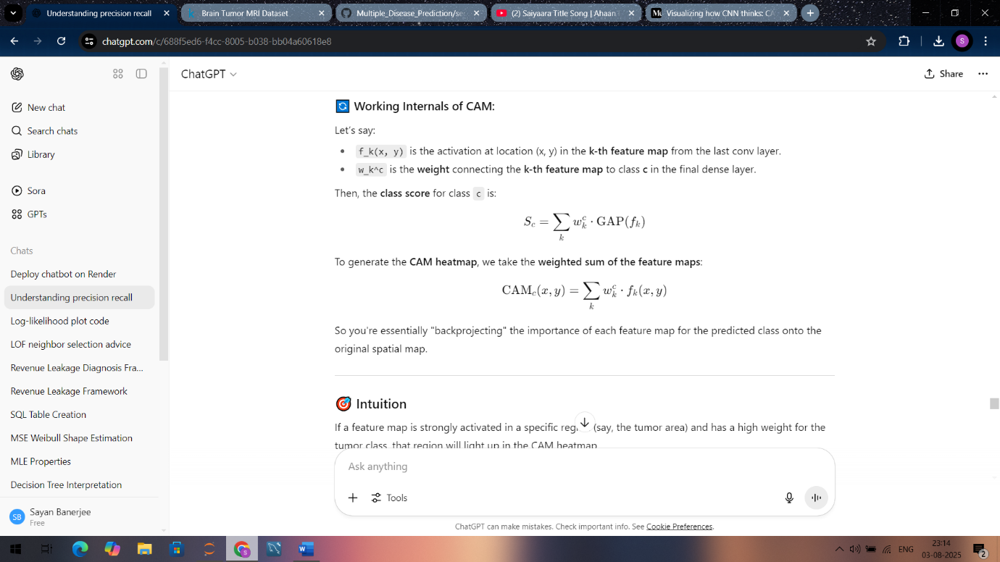 Understanding precision recall
Brain Tumor MRI Dataset
Multiple_Disease_Prediction/se
(2) Saiyaara Title Song | Ahaan
Visualizing how CNN thinks: CA
chatgpt.com/c/688f5ed6-f4cc-8005-b038-bb04a60618e8
S
ChatGPT
Share
New chat
Search chats
Library
Sora
GPTs
Chats
Deploy chatbot on Render
Understanding precision recall
Log-likelihood plot code
LOF neighbor selection advice
Revenue Leakage Diagnosis Fra...
Revenue Leakage Framework
SQL Table Creation
MSE Weibull Shape Estimation
MLE Properties
Decision Tree Interpretation
SB
Sayan Banerjee
Free
Working Internals of CAM:
Let's say:
• f_k(x, y) is the activation at location (x, y) in the k-th feature map from the last conv layer.
• w_k^c is the weight connecting the k-th feature map to class c in the final dense layer.
Then, the class score for class c is:
S_c = ∑_k w_k^c · GAP(f_k)
To generate the CAM heatmap, we take the weighted sum of the feature maps:
CAM_c(x, y) = ∑_k w_k^c · f_k(x, y)
So you're essentially "backprojecting" the importance of each feature map for the predicted class onto the
original spatial map.
Intuition
If a feature map is strongly activated in a specific reg (say, the tumor area) and has a high weight for the
tumor class, that region will light up in the CAM heatmap
Ask anything
Tools
ChatGPT can make mistakes. Check important info. See Cookie Preferences.
ENG
23:14
03-08-2025
2